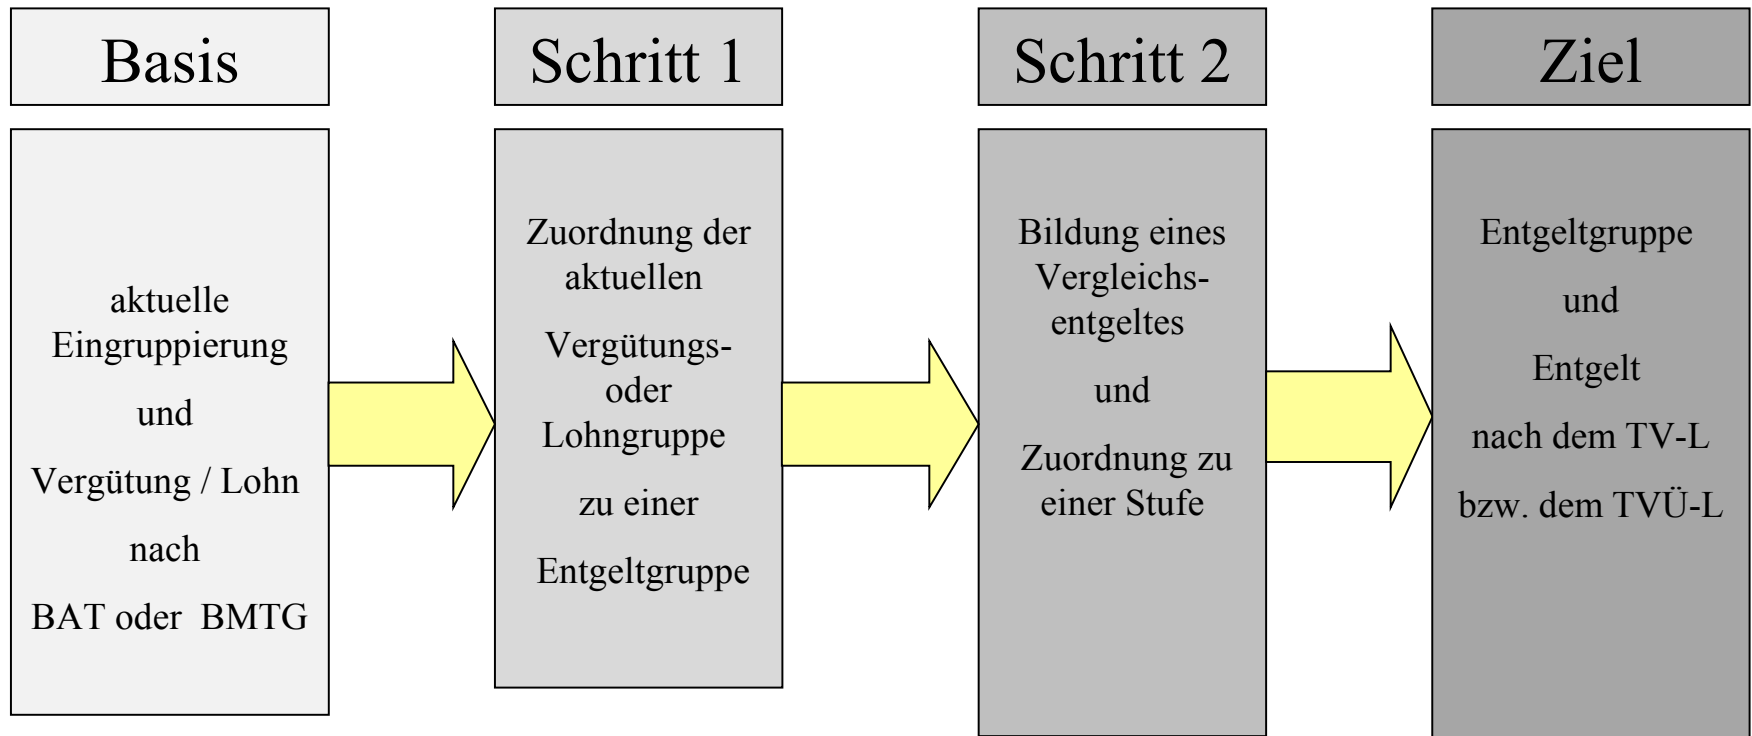 Basis
aktuelle
Eingruppierung
und
Vergütung / Lohn
nach
BAT oder BMTG
Schritt 1
Zuordnung der
aktuellen
Vergütungs-
oder
Lohngruppe
zu einer
Entgeltgruppe
Schritt 2
Bildung eines
Vergleichs-
entgeltes
und
Zuordnung zu
einer Stufe
Ziel
Entgeltgruppe
und
Entgelt
nach dem TV-L
bzw. dem TVÜ-L